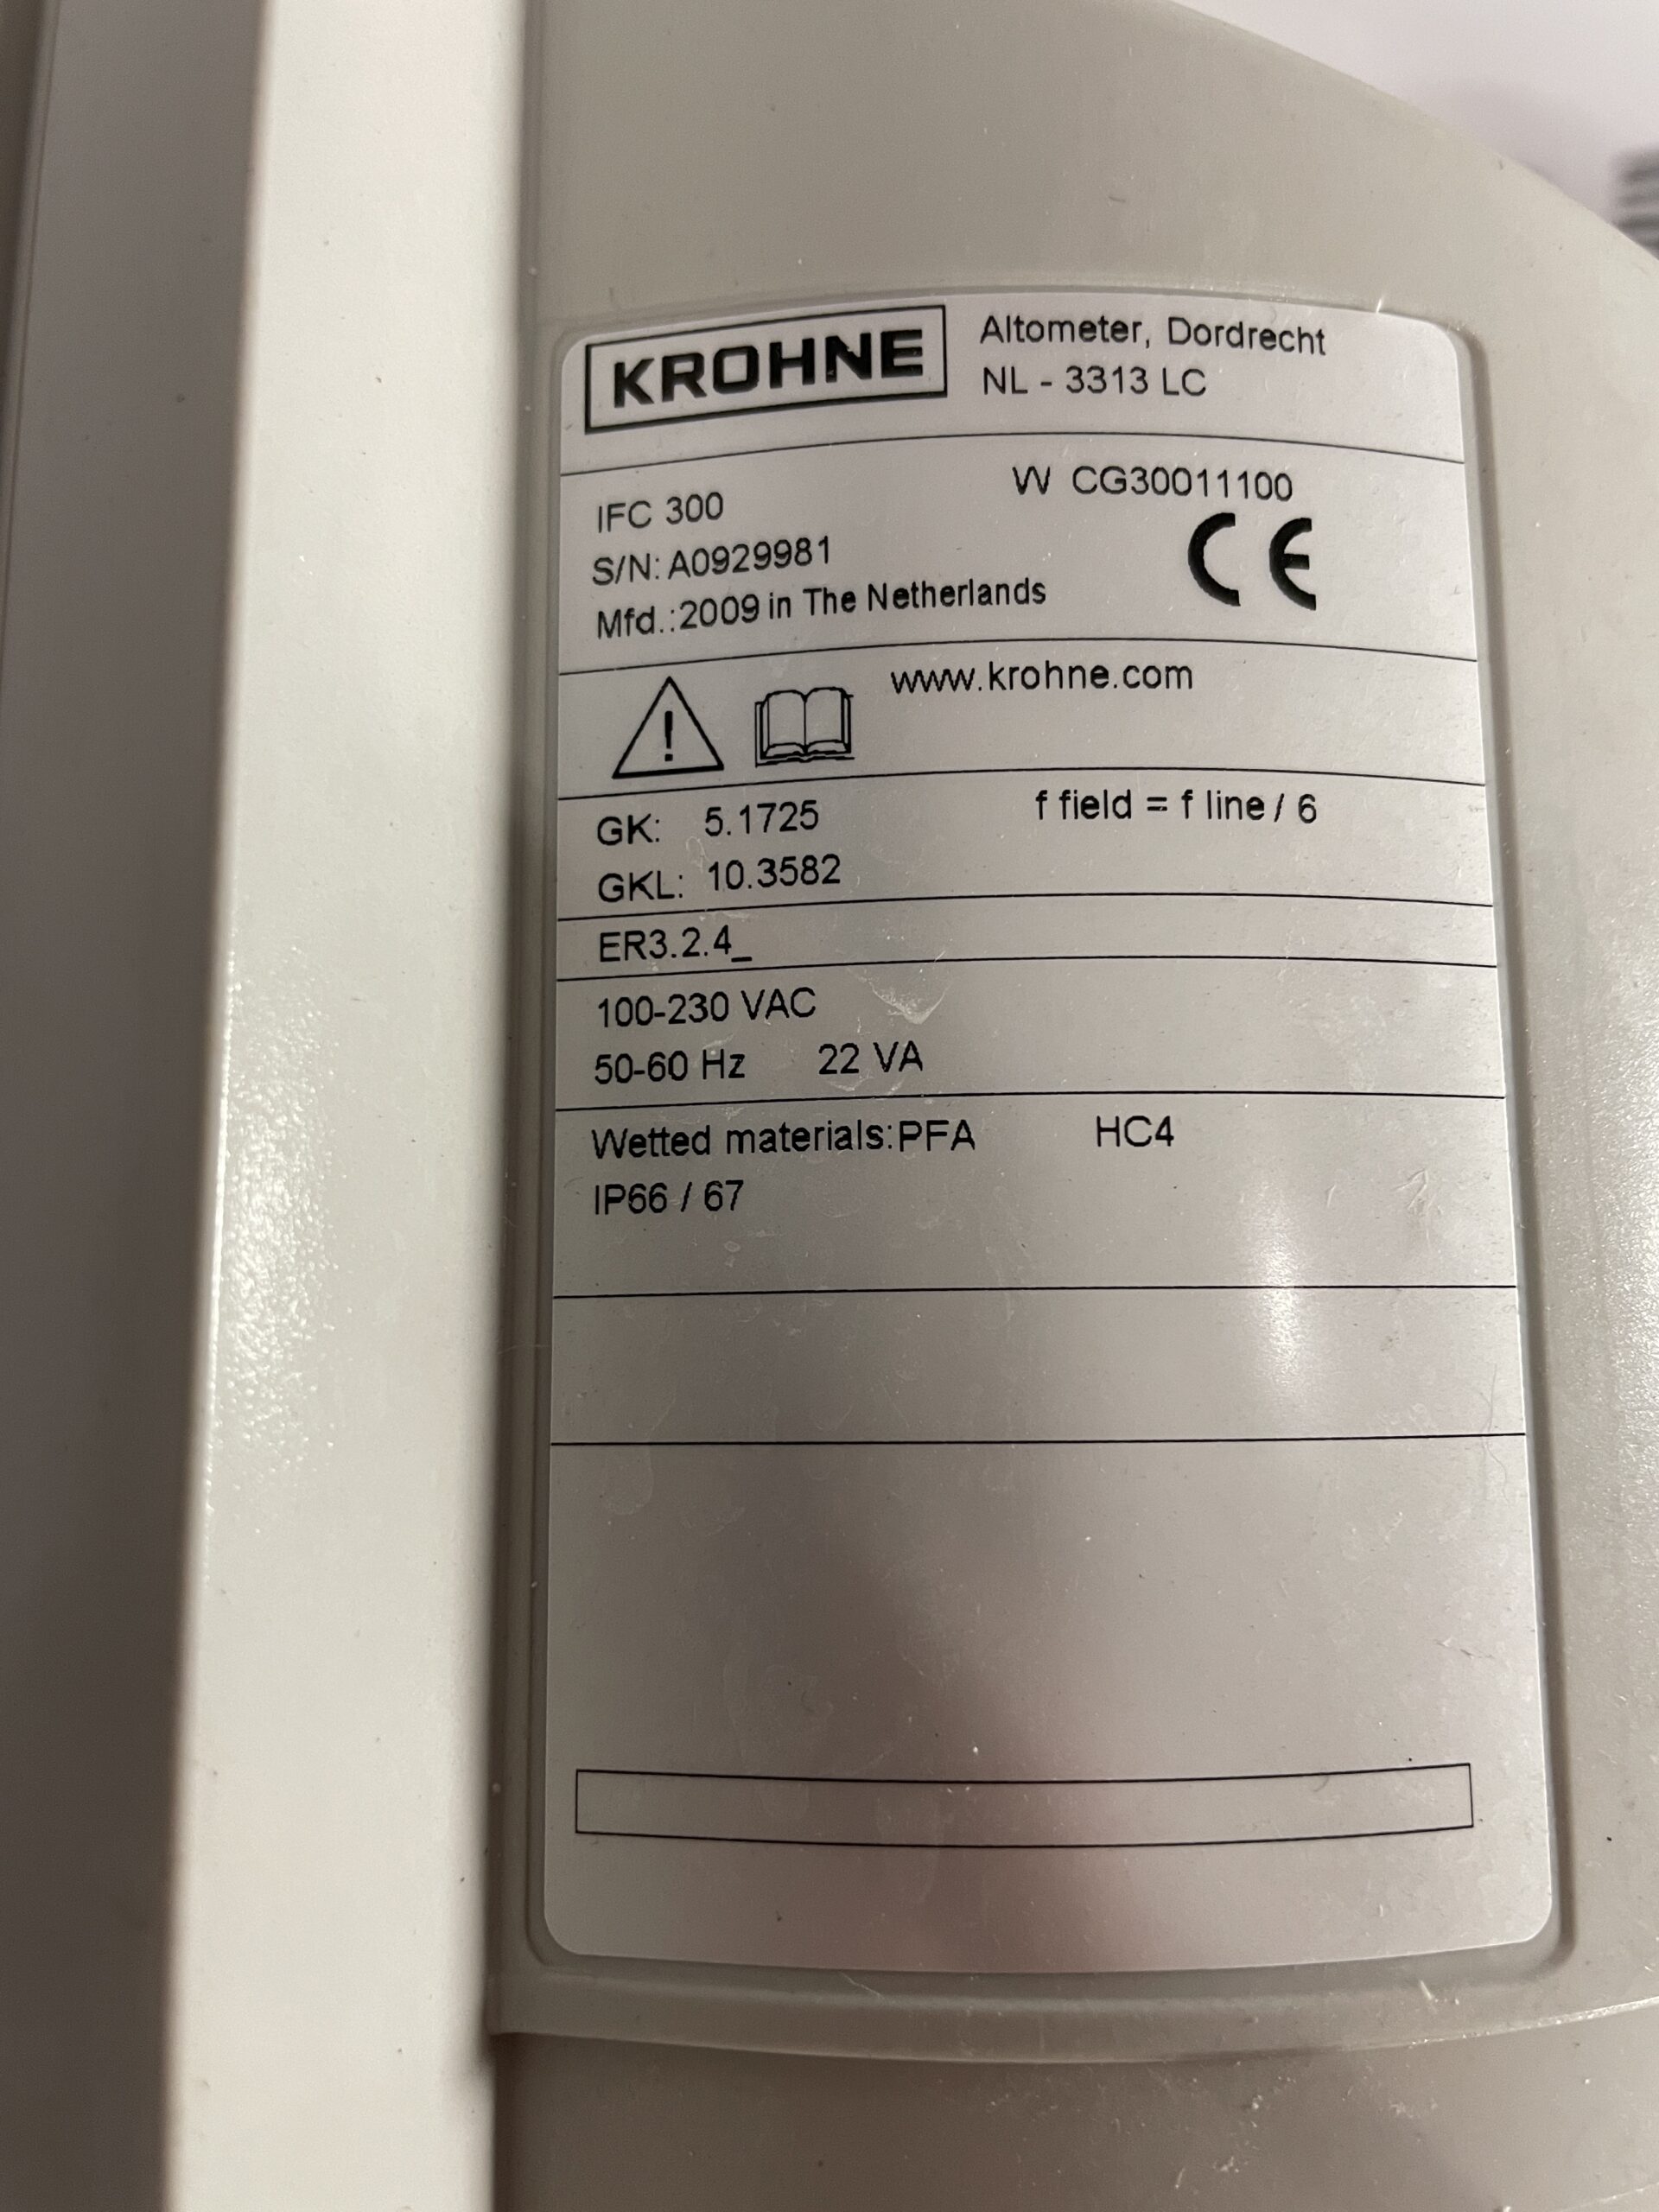 KROHNE
Altometer, Dordrecht
NL - 3313 LC
IFC 300
W CG30011100
S/N: A0929981
CE
Mfd.:2009 in The Netherlands
www.krohne.com
GK: 5.1725
f field = f line / 6
GKL: 10.3582
ER3.2.4_
100-230 VAC
50-60 Hz 22 VA
Wetted materials:PFA HC4
IP66 / 67